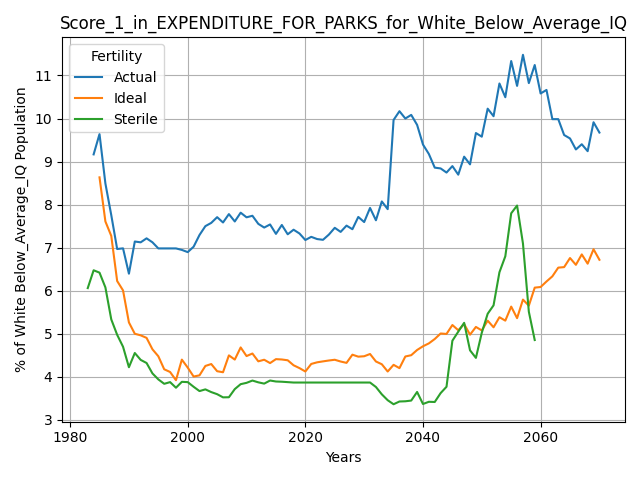 Score_1_in_EXPENDITURE_FOR_PARKS_for_White_Below_Average_IQ
Fertility
Actual
Ideal
Sterile
% of White Below_Average_IQ Population
11
10
9
8
7
6
5
4
3
1980
2000
2020
2040
2060
Years